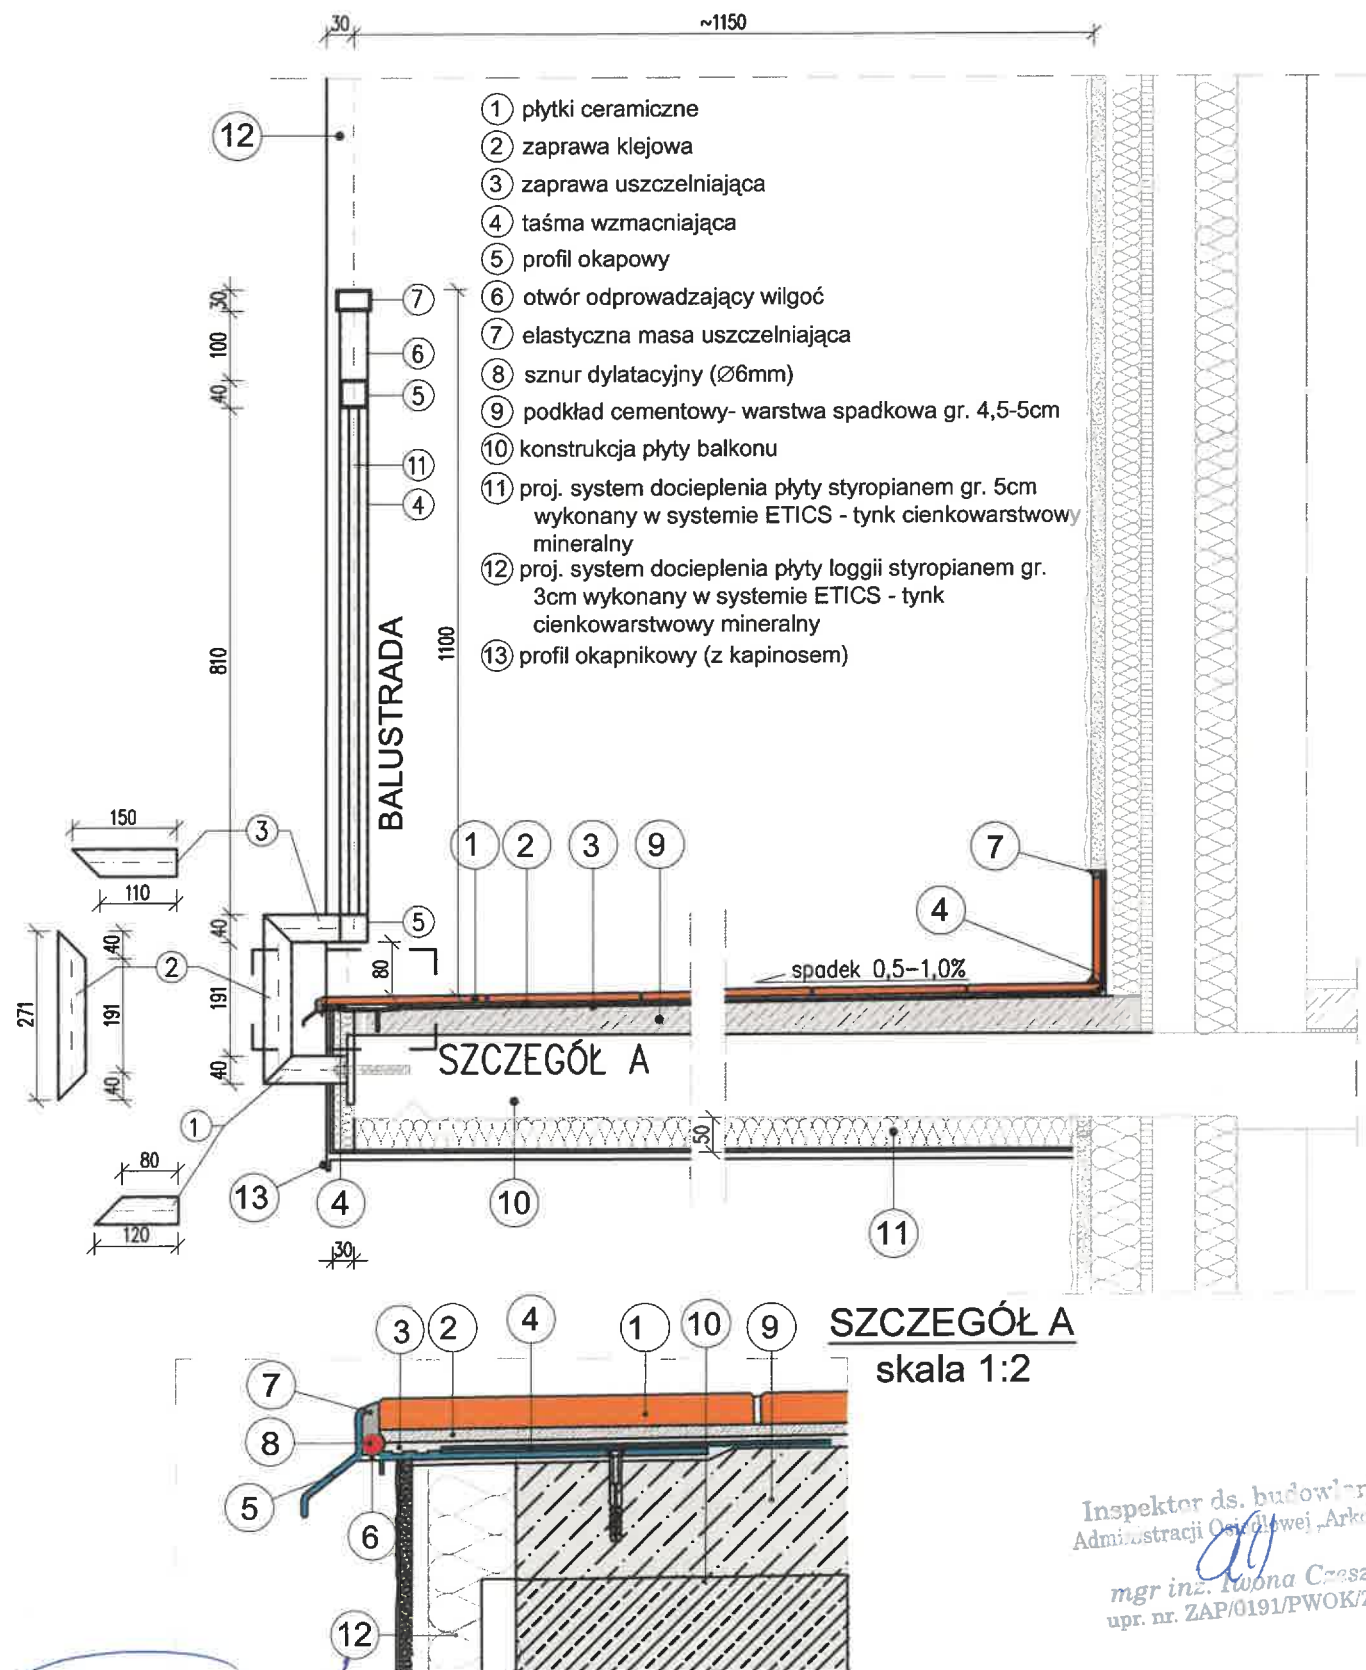 30
~1150
12
1 płytki ceramiczne
2 zaprawa klejowa
3 zaprawa uszczelniająca
4 taśma wzmacniająca
5 profil okapowy
6 otwór odprowadzający wilgoć
7 elastyczna masa uszczelniająca
8 sznur dylatacyjny (Ø6mm)
9 podkład cementowy- warstwa spadkowa gr. 4,5-5cm
10 konstrukcja płyty balkonu
11 proj. system docieplenia płyty styropianem gr. 5cm
wykonany w systemie ETICS - tynk cienkowarstwowy
mineralny
12 proj. system docieplenia płyty loggii styropianem gr.
3cm wykonany w systemie ETICS - tynk
cienkowarstwowy mineralny
13 profil okapnikowy (z kapinosem)
30
100
40
810
40
191
40
7
6
5
11
4
BALUSTRADA
1100
150
3
110
5
40
2
191
271
40
80
1
80
120
1
2
3
9
7
4
spadek 0,5-1,0%
SZCZEGÓŁ A
50
13
4
10
11
30
SZCZEGÓŁ A
skala 1:2
3
2
4
1
10
9
7
8
5
6
12
Inspektor ds.
Administracji Osiedlowej
mgr inż. Iwona
upr. nr. ZAP/0191/PWOK/